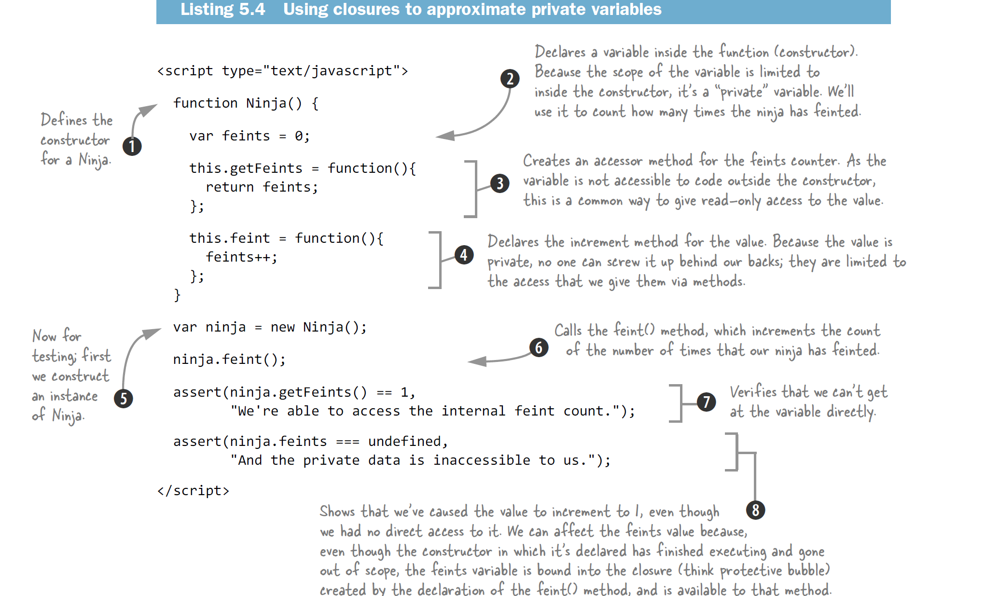 Listing 5.4 Using closures to approximate private variables
<script type="text/javascript">
function Ninja() {
var feints = 0;
this.getFeints = function(){
return feints;
};
this.feint = function(){
feints++;
};
}
var ninja = new Ninja();
ninja.feint();
assert(ninja.getFeints() == 1,
"We're able to access the internal feint count.");
assert(ninja.feints === undefined,
"And the private data is inaccessible to us.");
</script>
Defines the
constructor
for a Ninja.
1
2
Declares a variable inside the function (constructor).
Because the scope of the variable is limited to
inside the constructor, it's a “private” variable. We'll
use it to count how many times the ninja has feinted.
3
Creates an accessor method for the feints counter. As the
variable is not accessible to code outside the constructor,
this is a common way to give read-only access to the value.
4
Declares the increment method for the value. Because the value is
private, no one can screw it up behind our backs; they are limited to
the access that we give them via methods.
Now for
testing; first
we construct
an instance
of Ninja.
5
6
Calls the feint() method, which increments the count
of the number of times that our ninja has feinted.
7
Verifies that we can't get
at the variable directly.
8
Shows that we've caused the value to increment to 1, even though
we had no direct access to it. We can affect the feints value because,
even though the constructor in which it's declared has finished executing and gone
out of scope, the feints variable is bound into the closure (think protective bubble)
created by the declaration of the feint() method, and is available to that method.